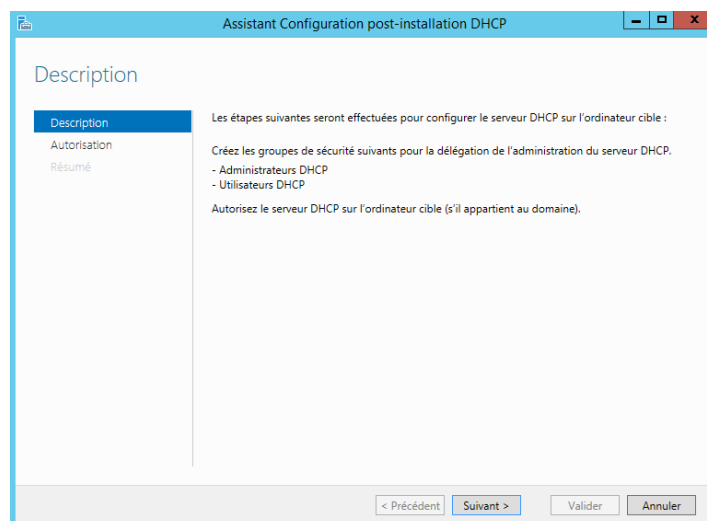 Assistant Configuration post-installation DHCP
Description
Description
Autorisation
Résumé
Les étapes suivantes seront effectuées pour configurer le serveur DHCP sur l'ordinateur cible :
Créez les groupes de sécurité suivants pour la délégation de l'administration du serveur DHCP.
- Administrateurs DHCP
- Utilisateurs DHCP
Autorisez le serveur DHCP sur l'ordinateur cible (s'il appartient au domaine).
< Précédent
Suivant >
Valider
Annuler